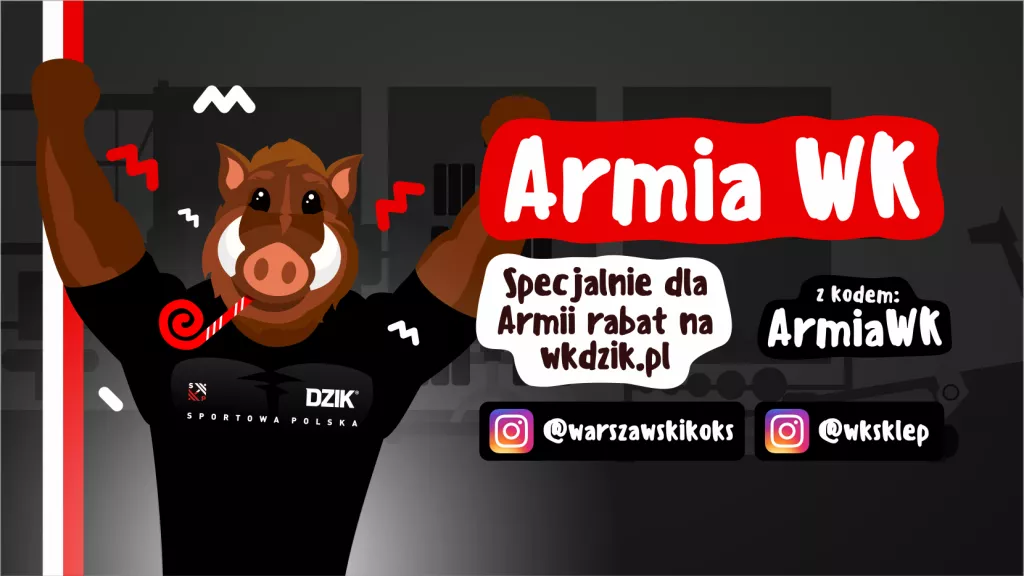 Armia WK
Specjalnie dla
Armii rabat na
wkdzik.pl
z kodem:
ArmiaWK
@warszawskikoks
@wksklep
DZIK®
SPORTOWA POLSKA